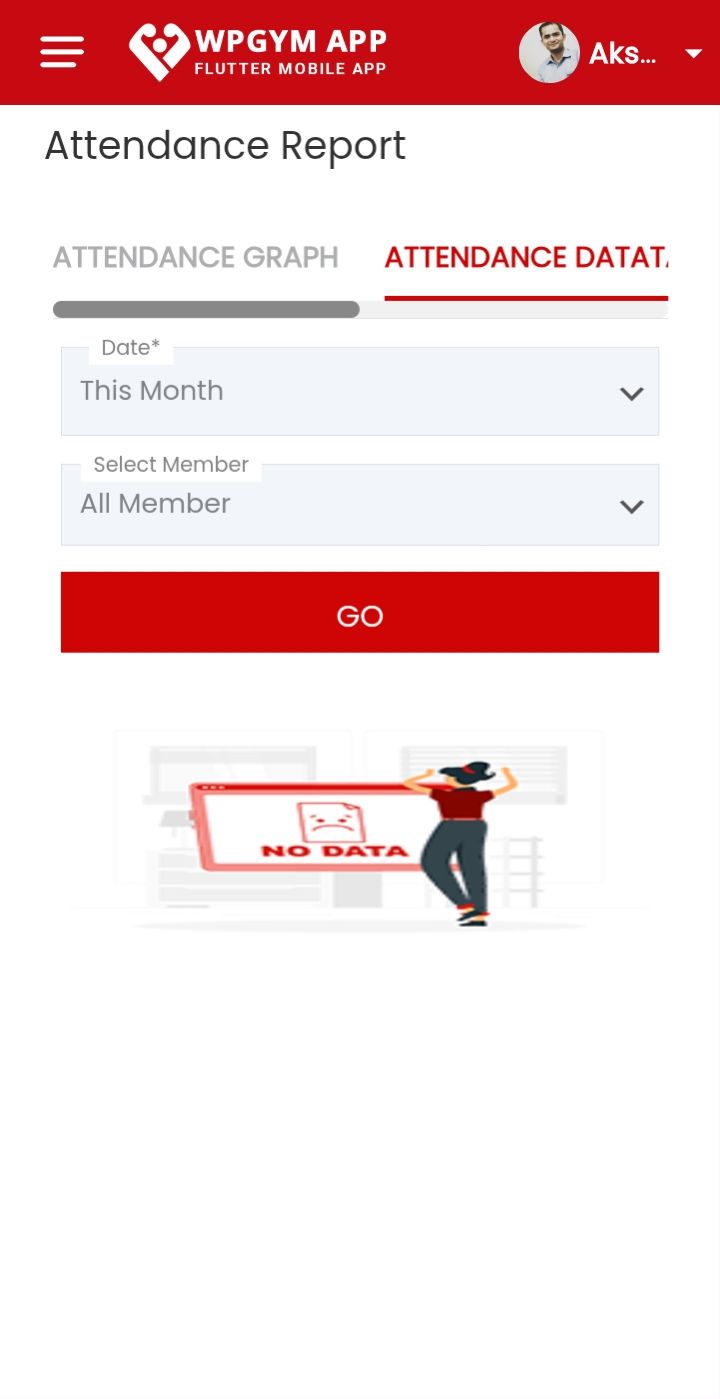 WPGYM APP
FLUTTER MOBILE APP
Aks...
Attendance Report
ATTENDANCE GRAPH
ATTENDANCE DATAT
Date*
This Month
Select Member
All Member
GO
NO DATA